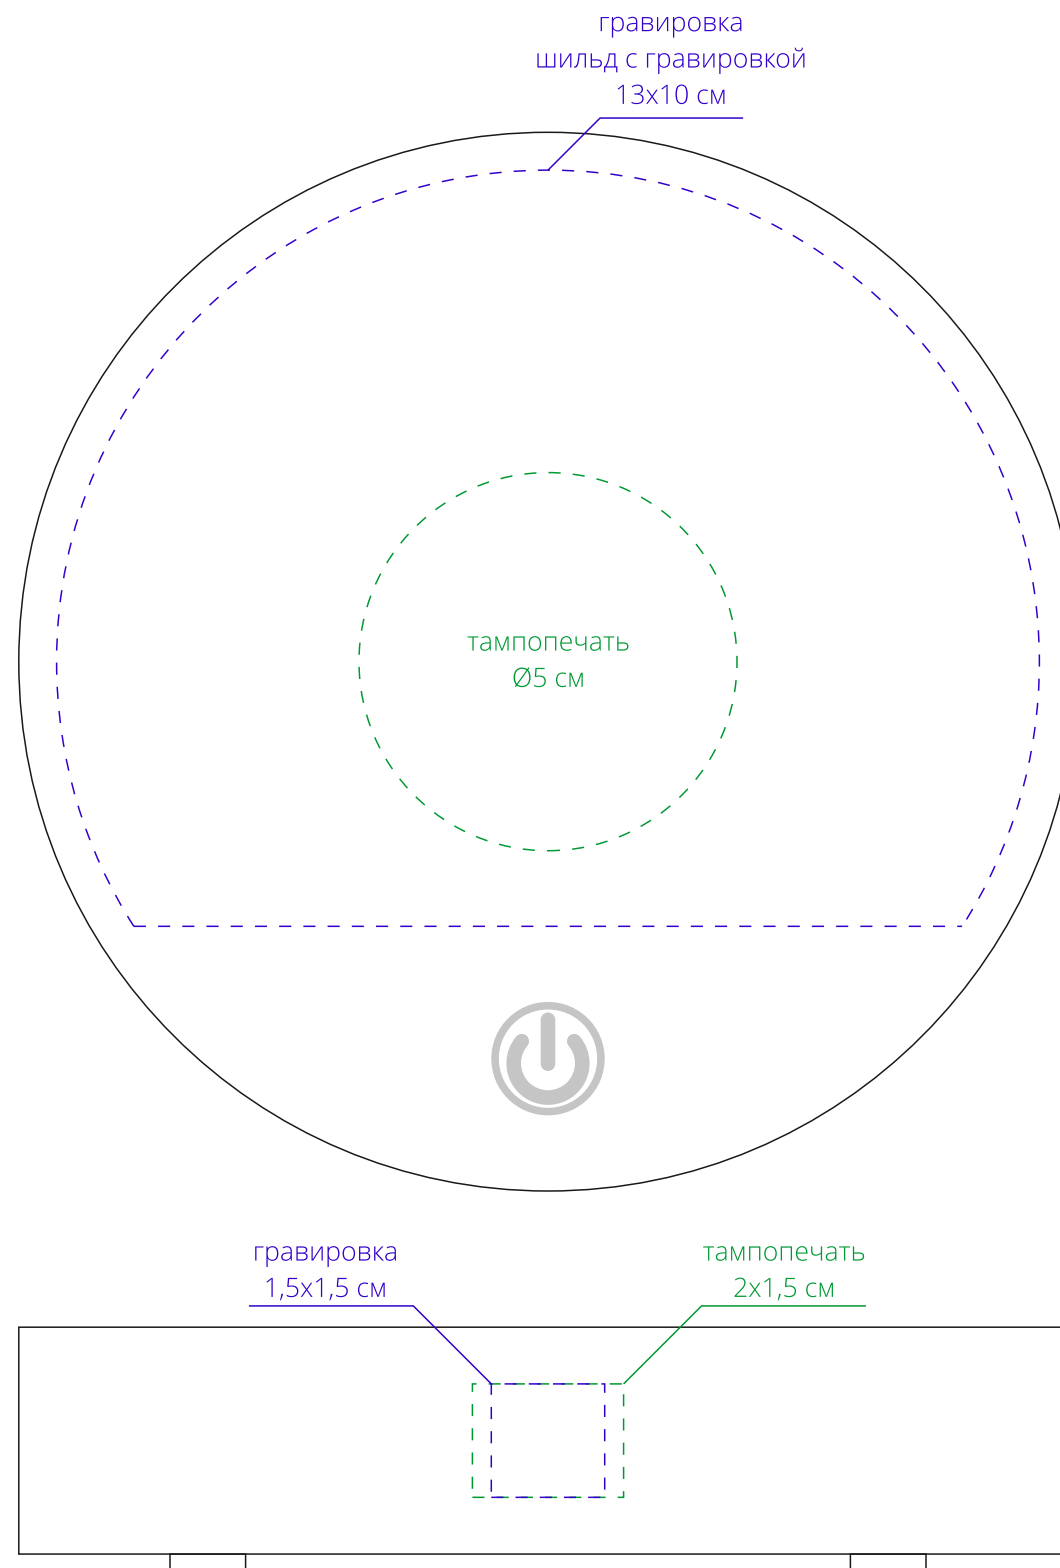 гравировка
шильд с гравировкой
13х10 см
тампопечать
Ø5 см
гравировка
1,5х1,5 см
тампопечать
2х1,5 см